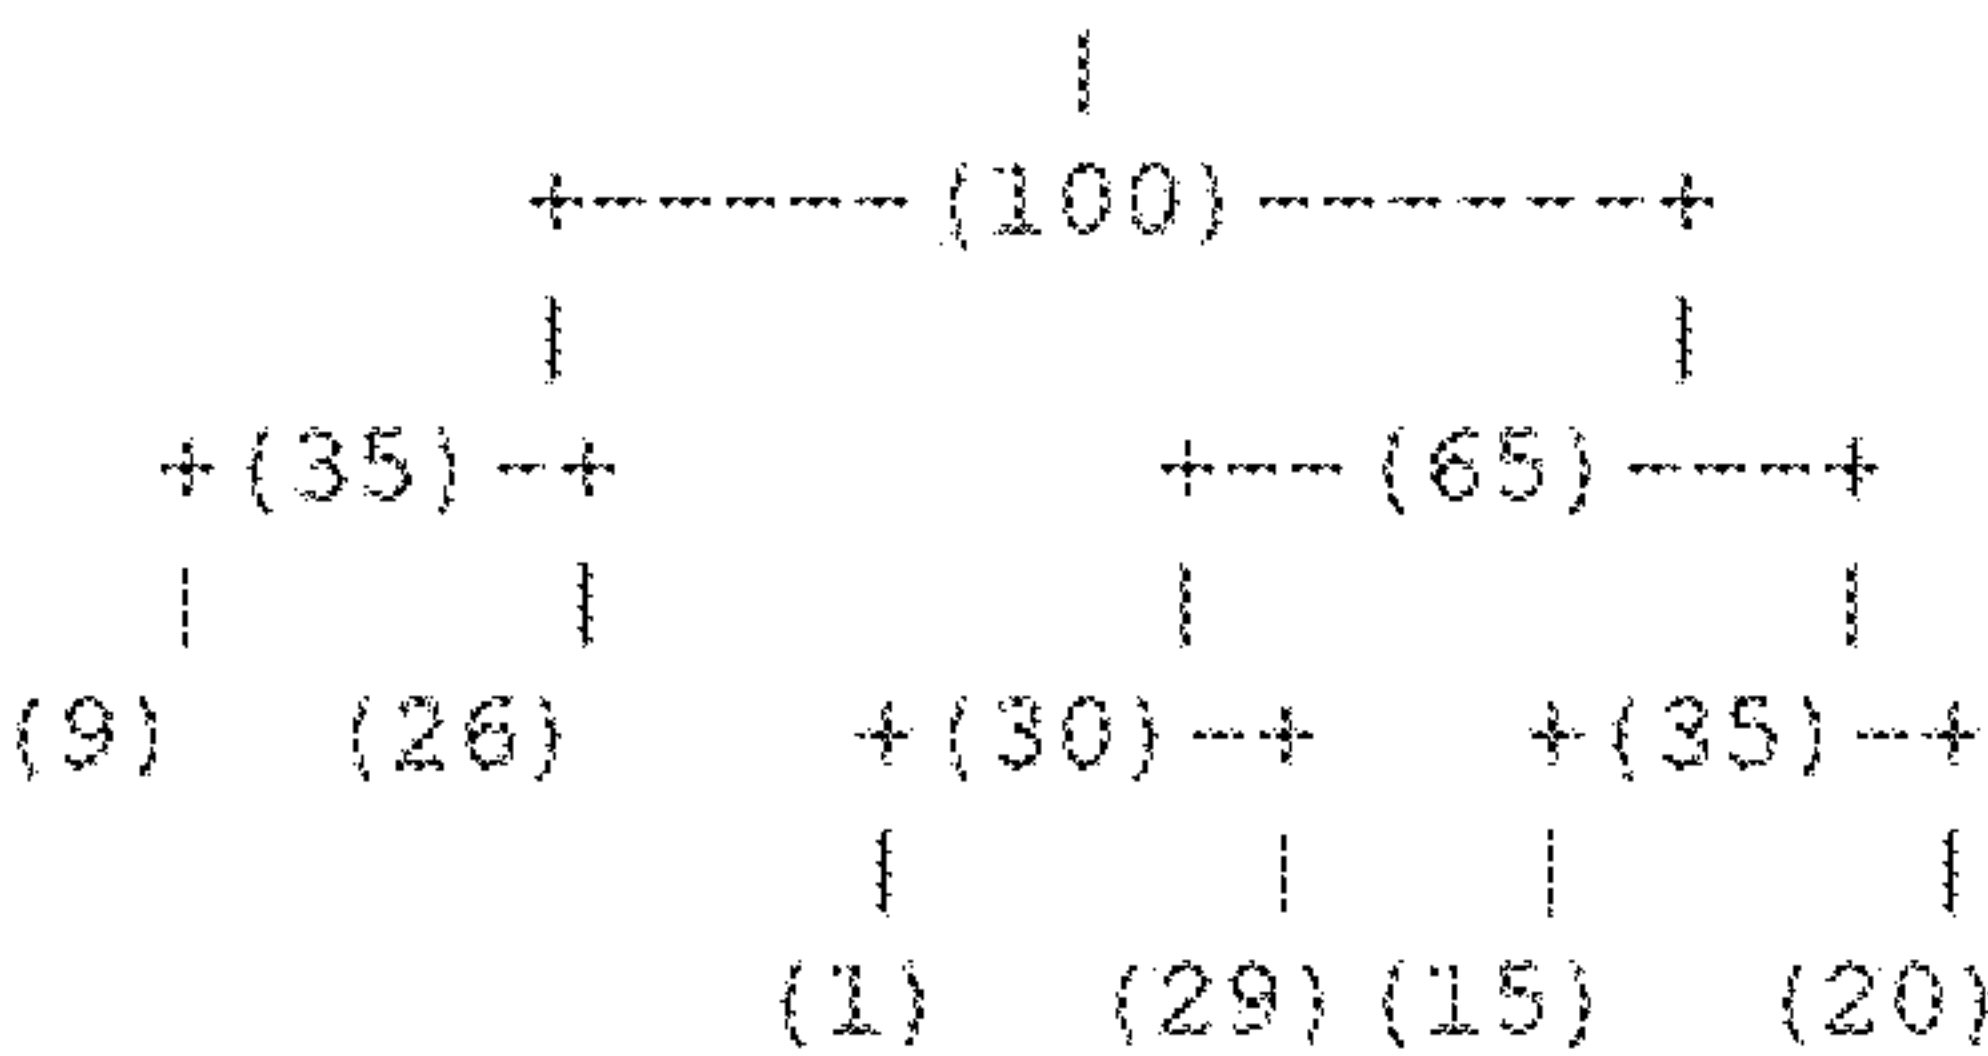 |
+------(100)-------+
| |
+(35)--+ +---(65)----+
| | | |
(9) (26) +(30)--+ +(35)--+
| | | |
(1) (29)(15) (20)